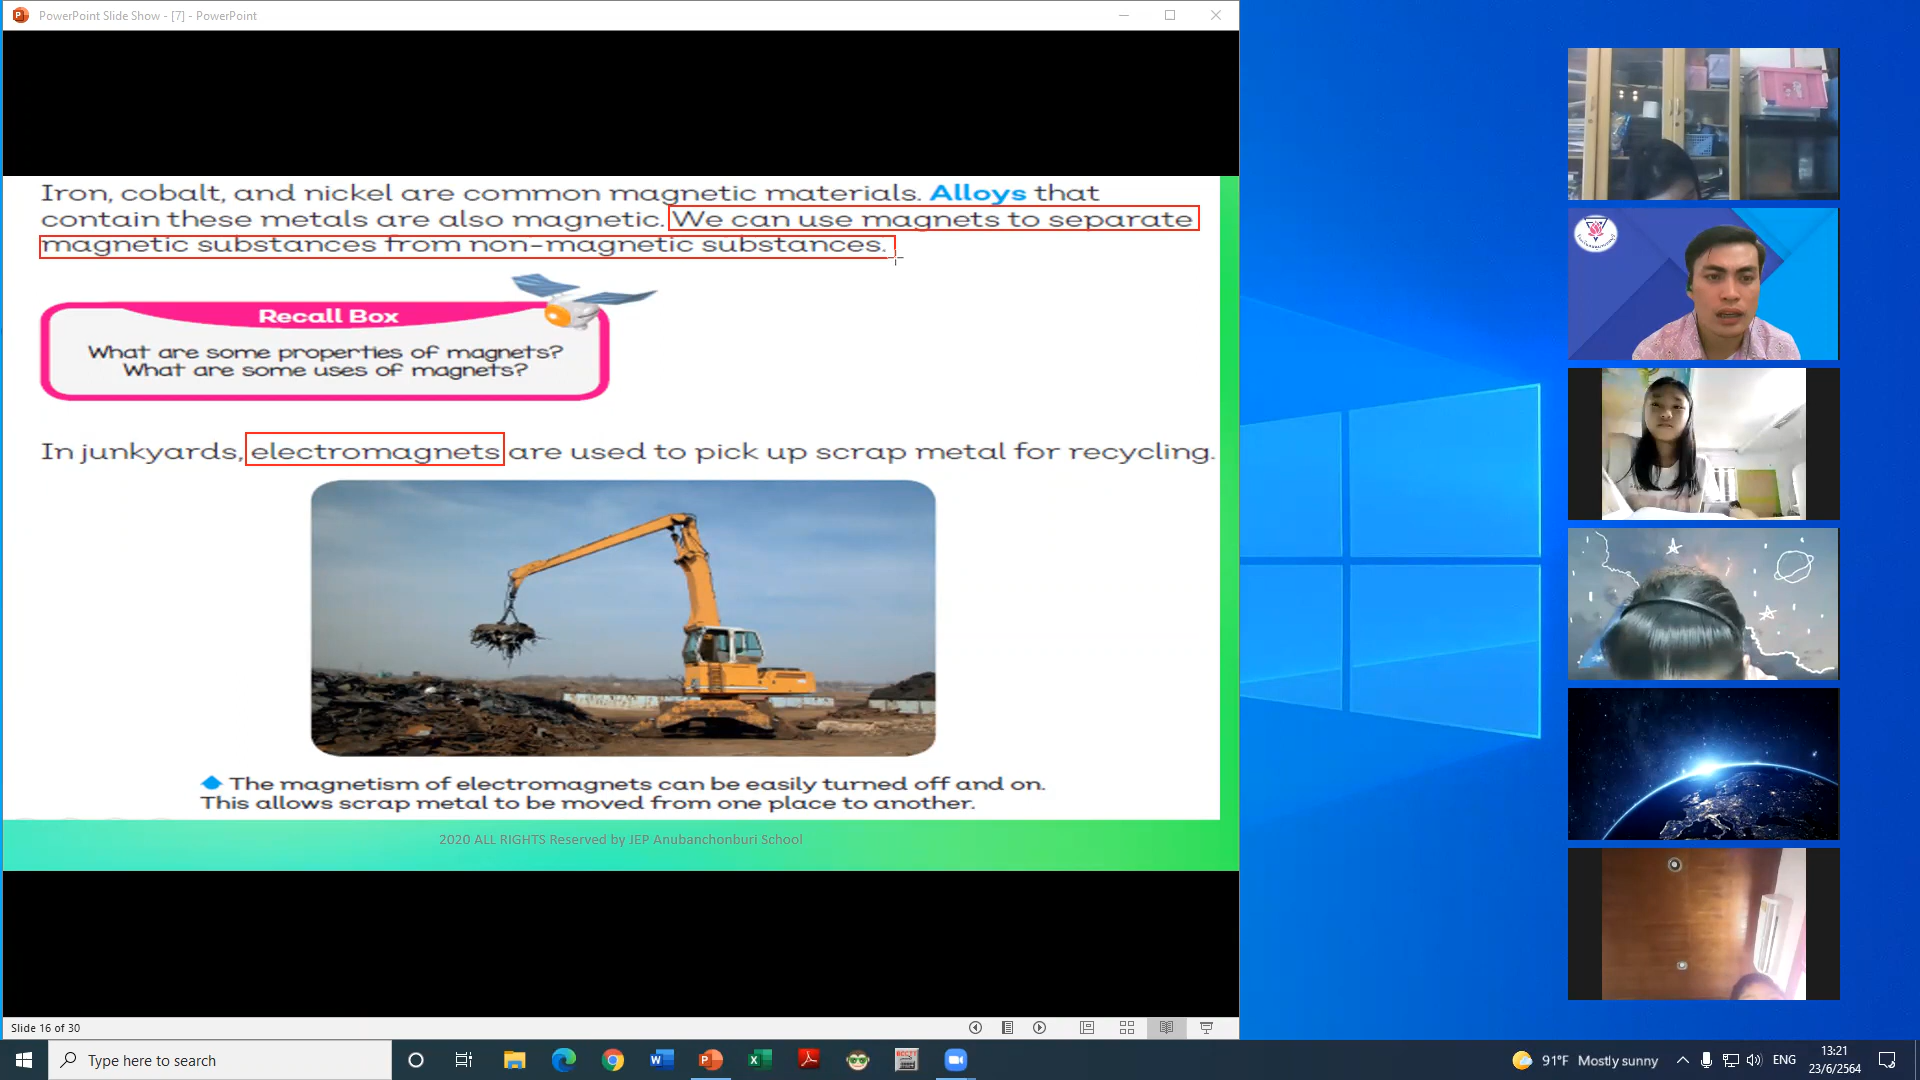 PowerPoint Slide Show - [7] - PowerPoint
Iron, cobalt, and nickel are common magnetic materials. Alloys that
contain these metals are also magnetic. We can use magnets to separate
magnetic substances from non-magnetic substances.
Recall Box
What are some properties of magnets?
What are some uses of magnets?
In junkyards, electromagnets are used to pick up scrap metal for recycling.
The magnetism of electromagnets can be easily turned off and on.
This allows scrap metal to be moved from one place to another.
2020 ALL RIGHTS Reserved by JEP Anubanchonburi School
Slide 16 of 30
Type here to search
91°F Mostly sunny
ENG
13:21
23/6/2564